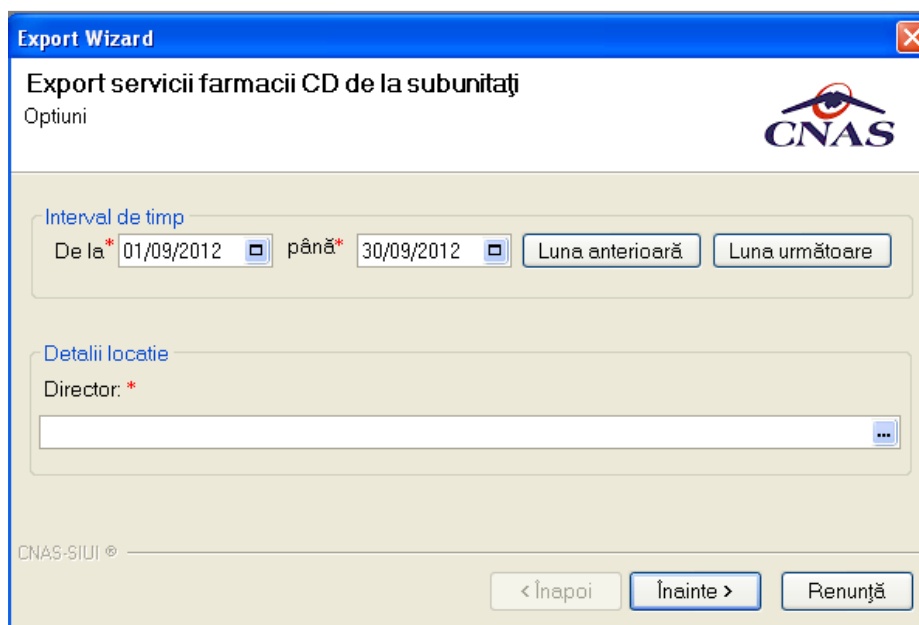 Export Wizard
Export servicii farmacii CD de la subunitaţi
Optiuni
CNAS
Interval de timp
De la* 01/09/2012 până* 30/09/2012 Luna anterioară Luna următoare
Detalii locatie
Director: *
...
CNAS-SIUI ®
< Înapoi Înainte > Renunţă